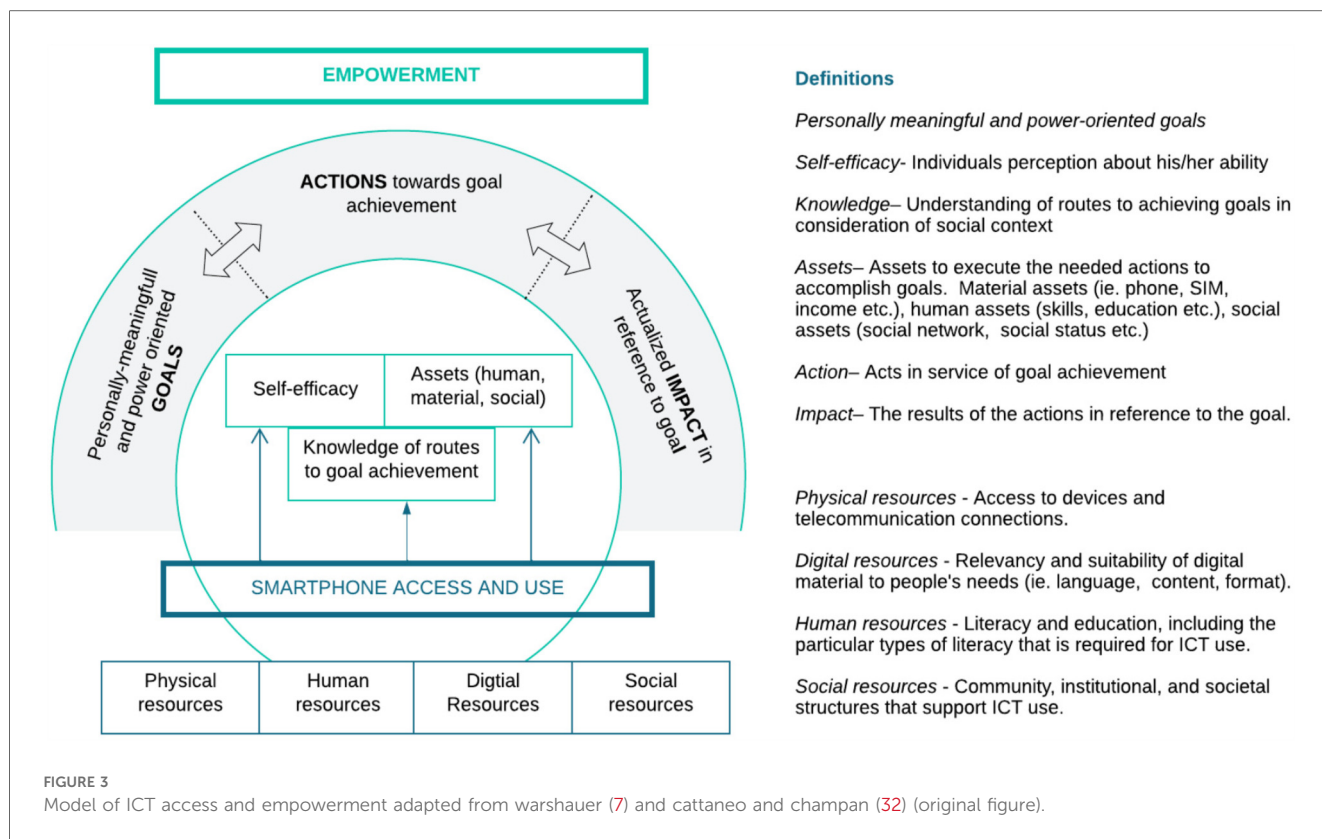 EMPOWERMENT
ACTIONS towards goal
achievement
Personally-meaningfull
and power oriented
GOALS
Actualized IMPACT in
reference to goal
Self-efficacy
Assets (human,
material, social)
Knowledge of routes
to goal achievement
SMARTPHONE ACCESS AND USE
Physical
resources
Human
resources
Digtial
Resources
Social
resources
Definitions
Personally meaningful and power-oriented goals
Self-efficacy- Individuals perception about his/her ability
Knowledge– Understanding of routes to achieving goals in
consideration of social context
Assets– Assets to execute the needed actions to
accomplish goals. Material assets (ie. phone, SIM,
income etc.), human assets (skills, education etc.), social
assets (social network, social status etc.)
Action– Acts in service of goal achievement
Impact– The results of the actions in reference to the goal.
Physical resources - Access to devices and
telecommunication connections.
Digital resources - Relevancy and suitability of digital
material to people's needs (ie. language, content, format).
Human resources - Literacy and education, including the
particular types of literacy that is required for ICT use.
Social resources - Community, institutional, and societal
structures that support ICT use.
FIGURE 3
Model of ICT access and empowerment adapted from warshauer (7) and cattaneo and champan (32) (original figure).